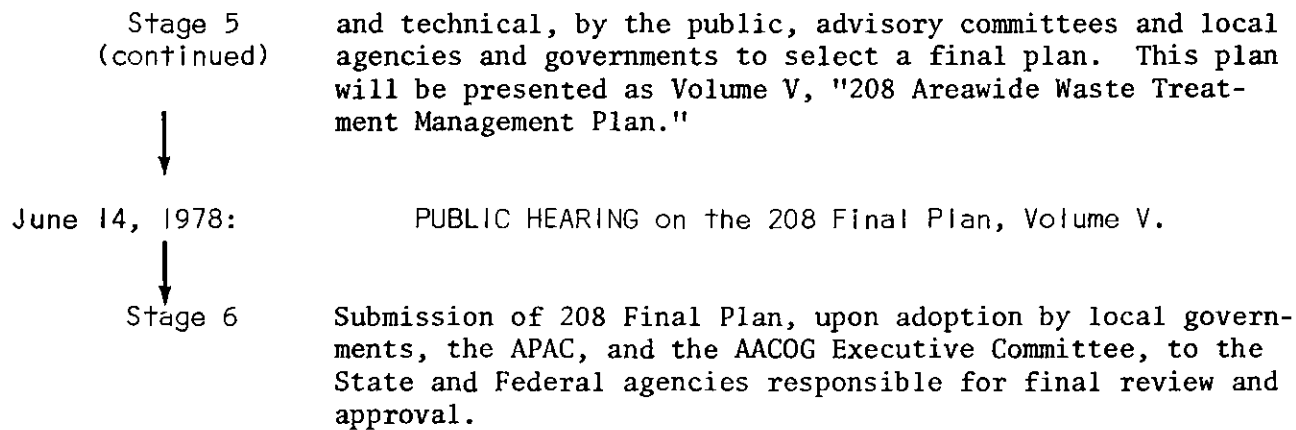 Stage 5 and technical, by the public, advisory committees and local
(continued) agencies and governments to select a final plan. This plan
will be presented as Volume V, "208 Areawide Waste Treat-
ment Management Plan."
June 14, 1978: PUBLIC HEARING on the 208 Final Plan, Volume V.
Stage 6 Submission of 208 Final Plan, upon adoption by local govern-
ments, the APAC, and the AACOG Executive Committee, to the
State and Federal agencies responsible for final review and
approval.